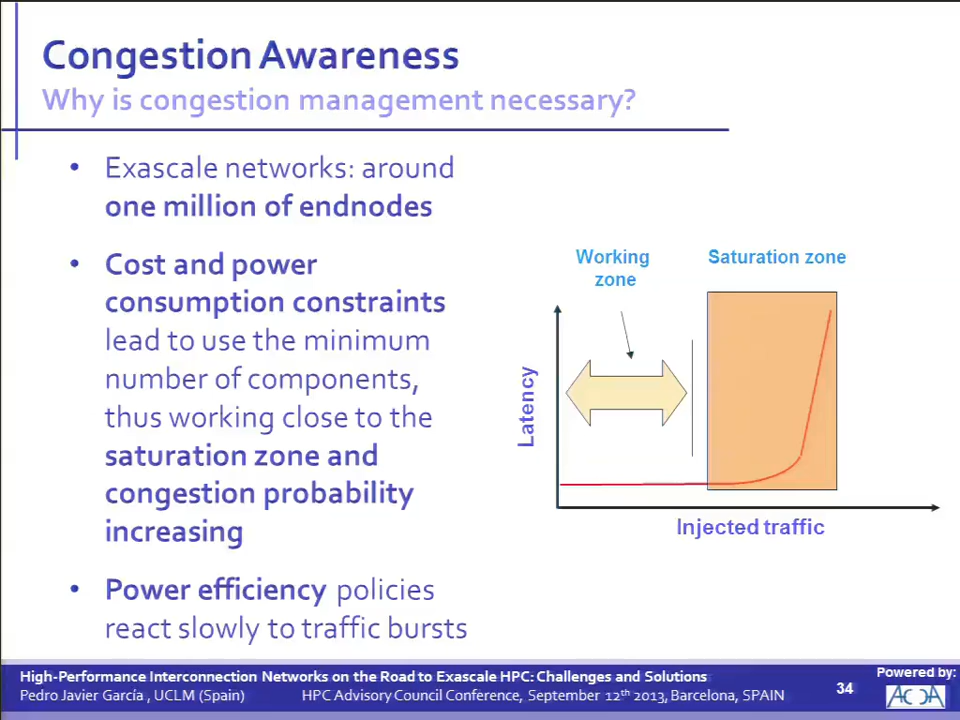 Congestion Awareness
Why is congestion management necessary?
• Exascale networks: around
one million of endnodes
• Cost and power
consumption constraints
lead to use the minimum
number of components,
thus working close to the
saturation zone and
congestion probability
increasing
• Power efficiency policies
react slowly to traffic bursts
Working
zone
Saturation zone
Latency
Injected traffic
High-Performance Interconnection Networks on the Road to Exascale HPC: Challenges and Solutions
Pedro Javier García , UCLM (Spain) HPC Advisory Council Conference, September 12th 2013, Barcelona, SPAIN
34
Powered by: